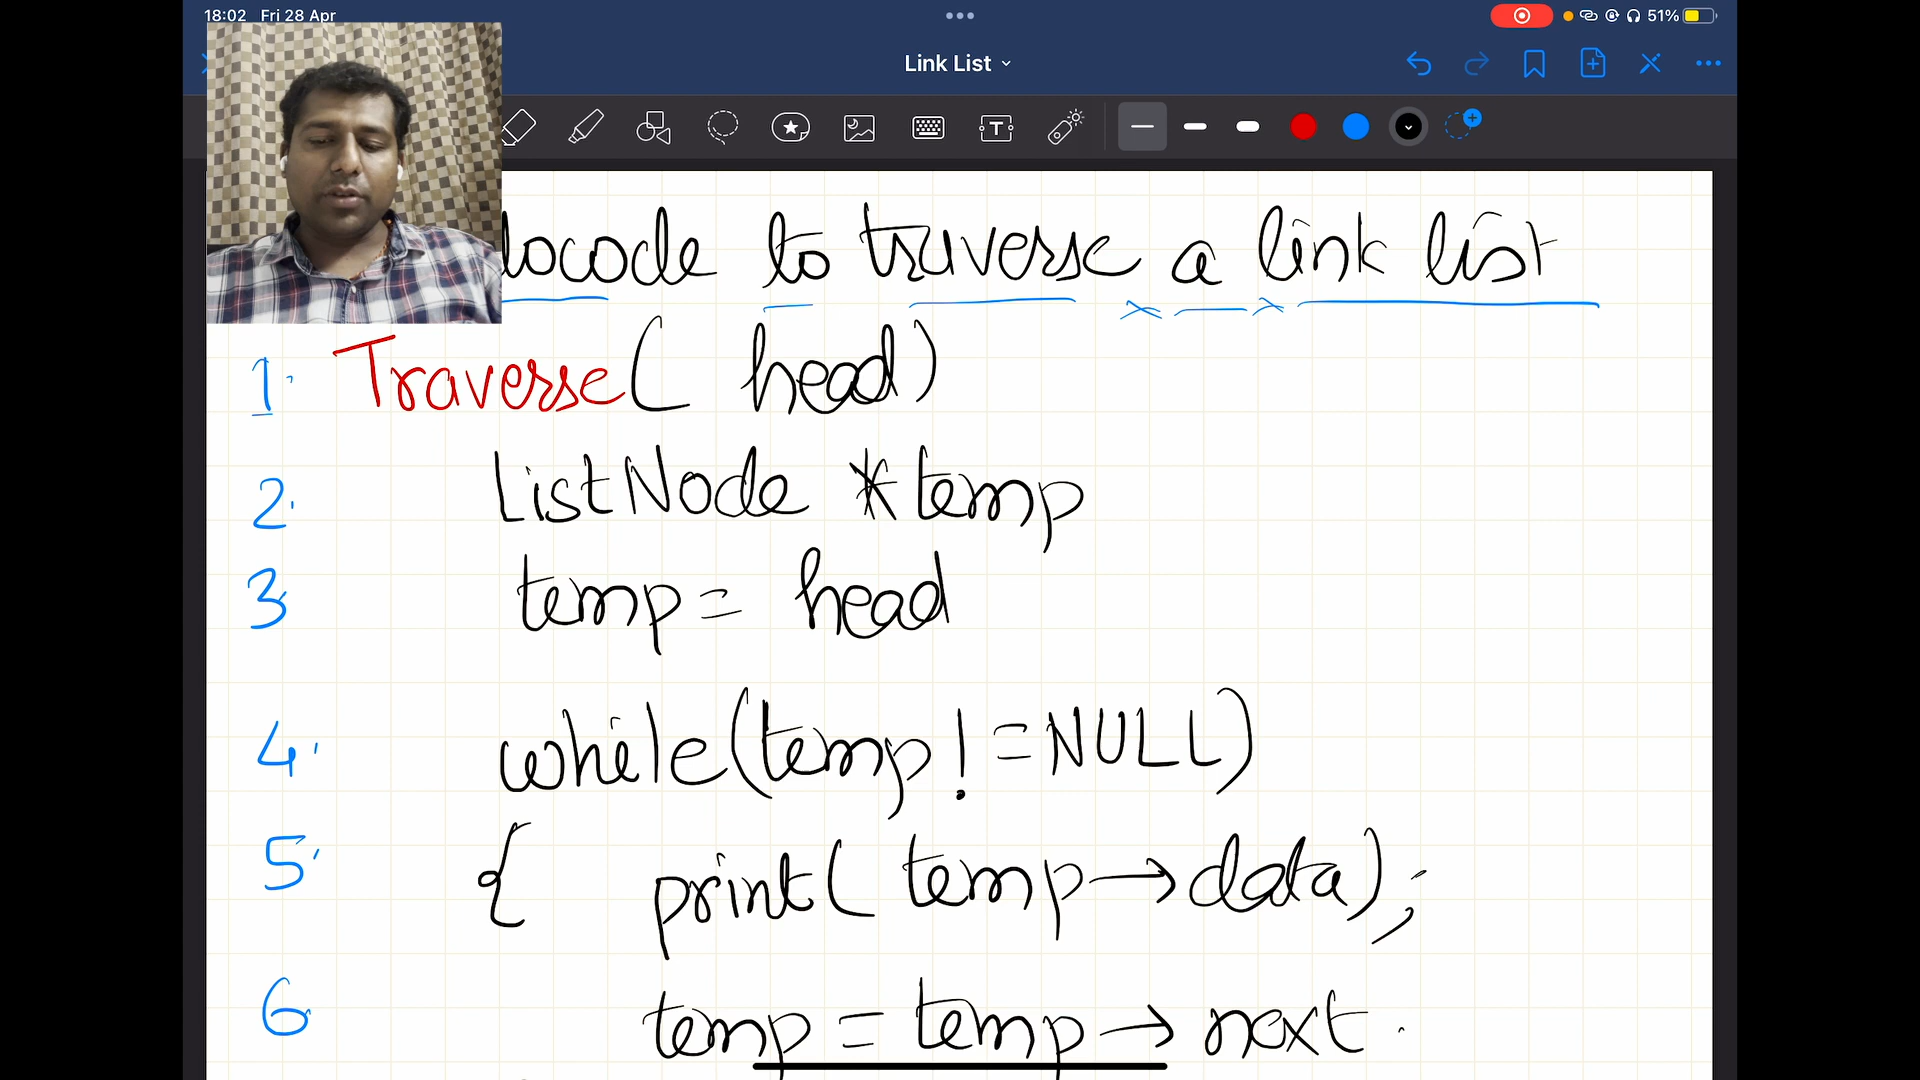 18:02 Fri 28 Apr
51%
Link List
docode to traverse a link list
1. Traverse( head)
2. ListNode *temp
3 temp = head
4. while(temp != NULL)
5. { print( temp→data);
6. temp = temp → next.